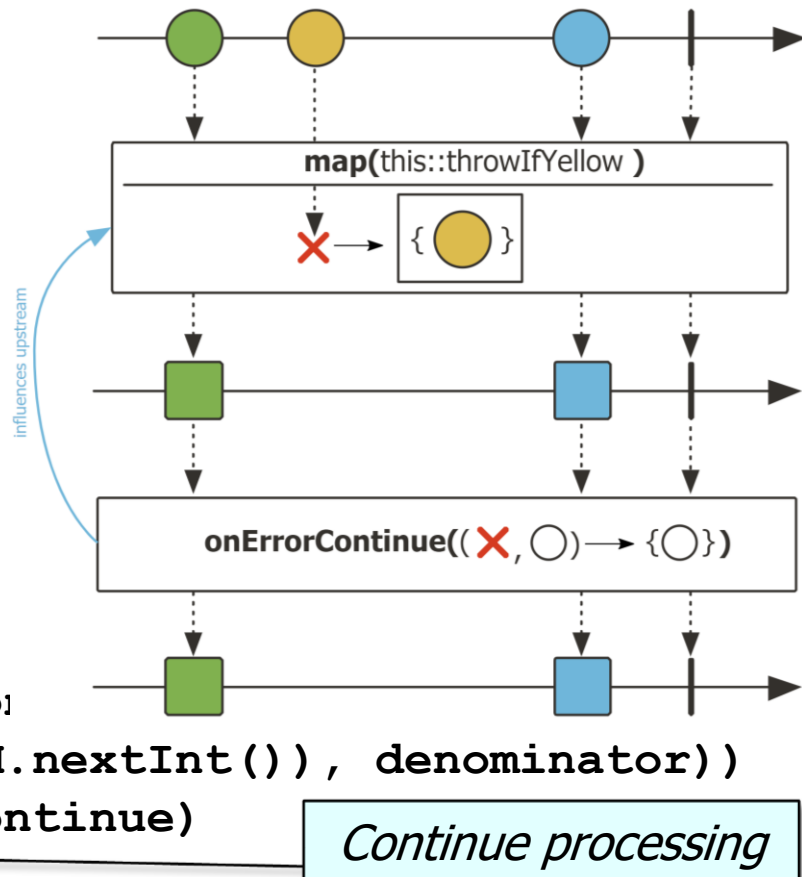 map(this::throwIfYellow )
{ }
influences upstream
onErrorContinue(( , ) {○})
M.nextInt()), denominator))
ntinue)
Continue processing